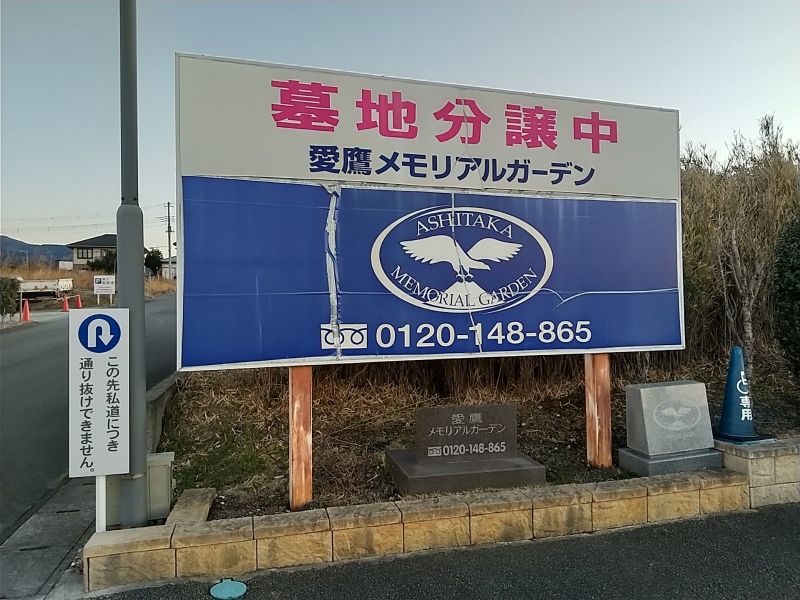 墓地分譲中
愛鷹メモリアルガーデン
ASHITAKA
MEMORIAL GARDEN
0120-148-865
この先私道につき
通り抜けできません。
愛鷹
メモリアルガーデン
0120-148-865
専用